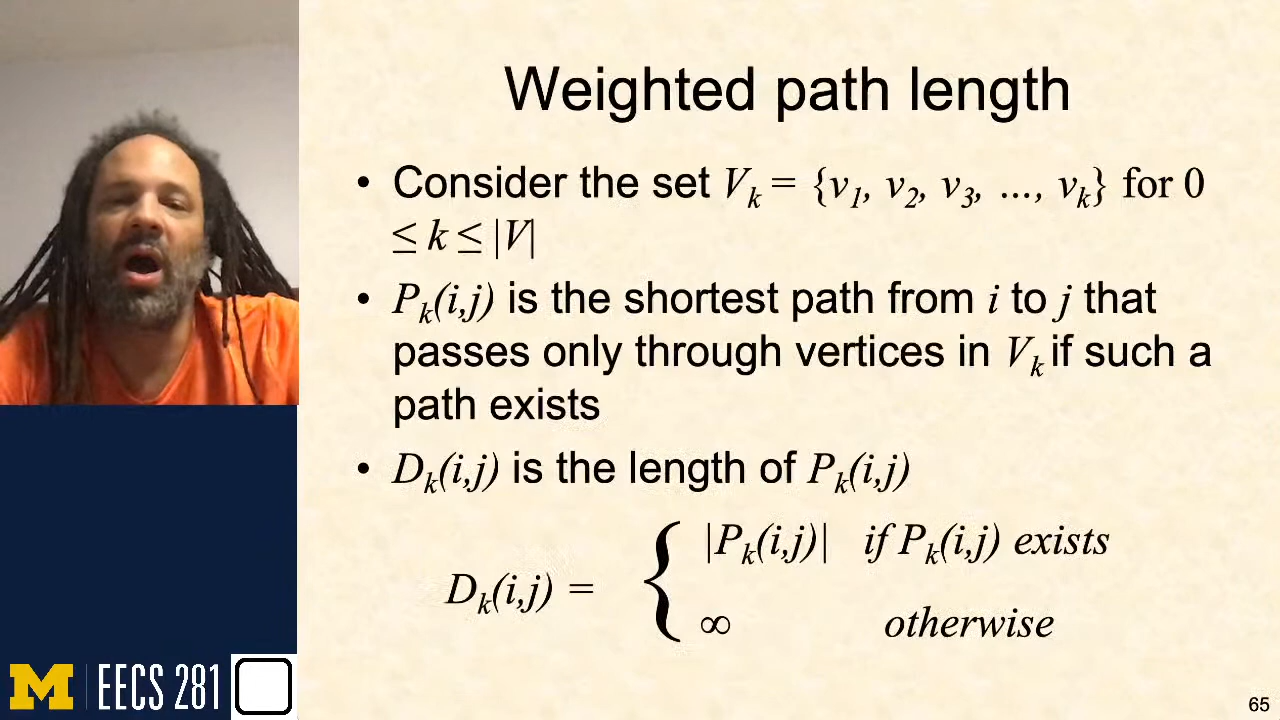 Weighted path length
• Consider the set Vₖ = {v₁, v₂, v₃, ..., vₖ} for 0
≤ k ≤ |V|
• Pₖ(i,j) is the shortest path from i to j that
passes only through vertices in Vₖ if such a
path exists
• Dₖ(i,j) is the length of Pₖ(i,j)
|Pₖ(i,j)| if Pₖ(i,j) exists
Dₖ(i,j) = {
∞ otherwise
M EECS 281
65